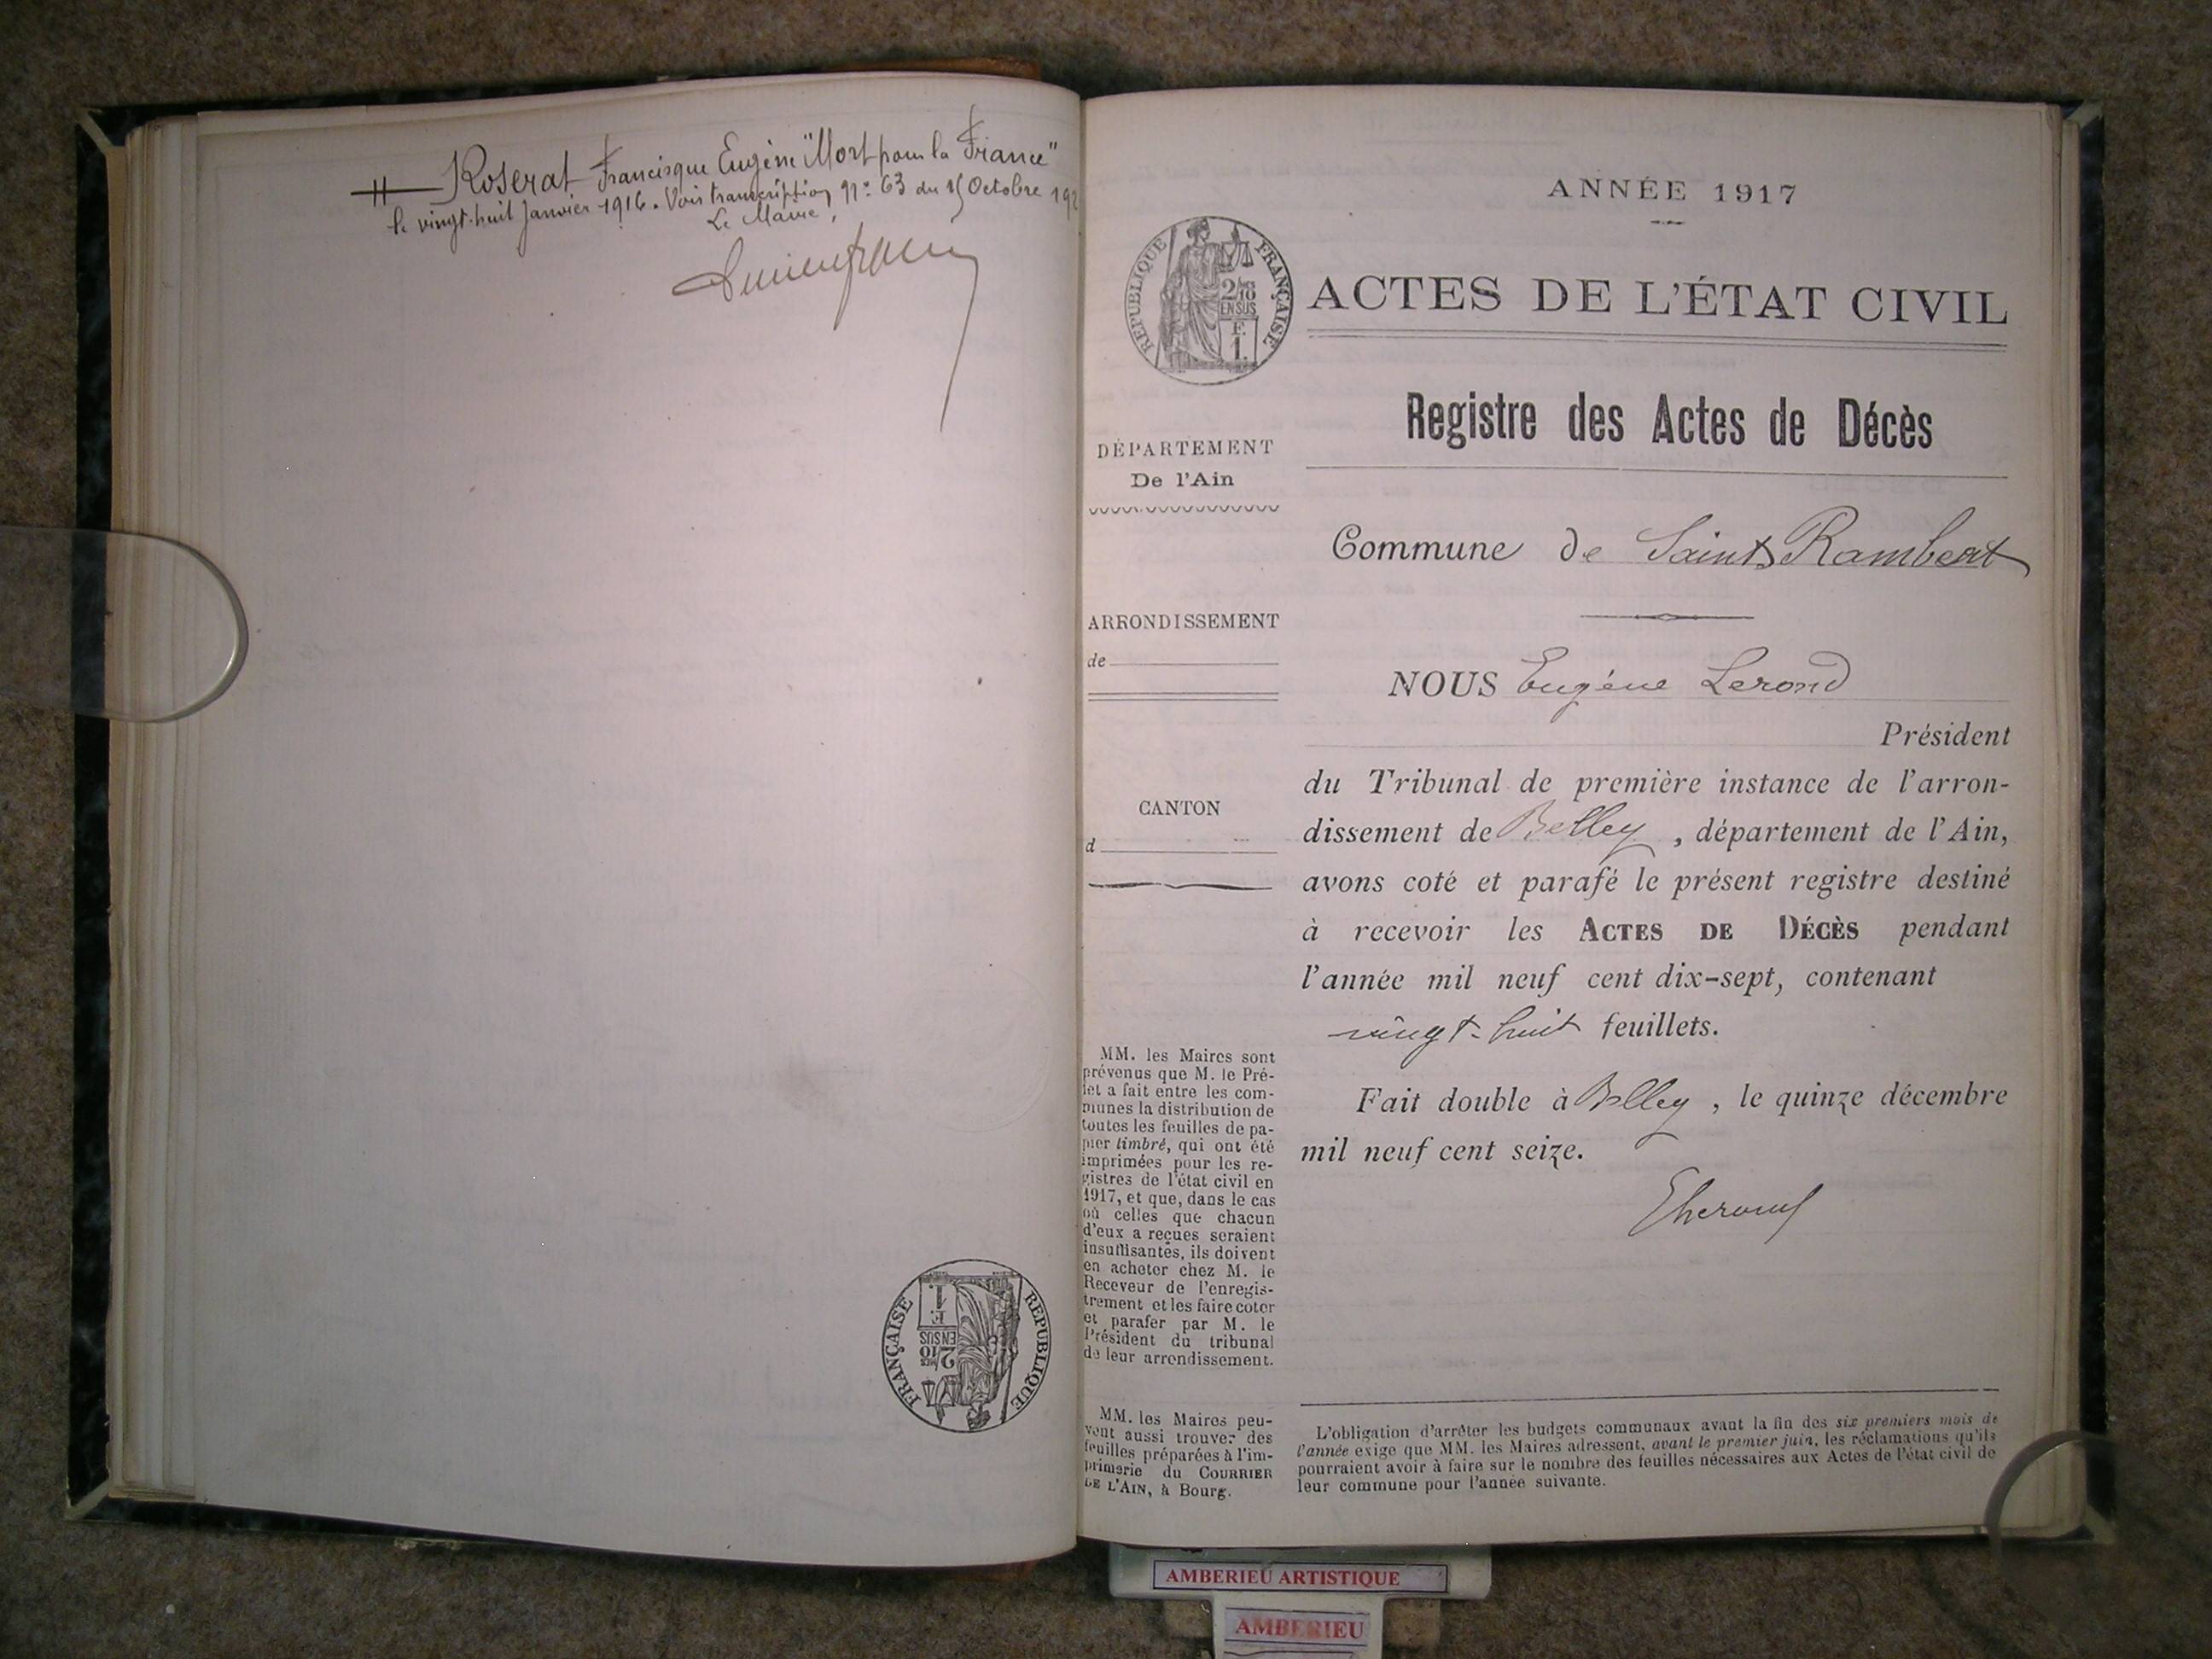 Roserat Francisque Eugène "Mort pour la France"
le vingt-huit Janvier 1916. Voir transcription n° 63 du 15 Octobre 192
Le Maire,
RÉPUBLIQUE FRANÇAISE
2/10
EN SUS
F.
1.
ANNÉE 1917
RÉPUBLIQUE FRANÇAISE
2/10
EN SUS
F.
1.
ACTES DE L'ÉTAT CIVIL
Registre des Actes de Décès
DÉPARTEMENT
De l'Ain
Commune de Saint Rambert
ARRONDISSEMENT
de
CANTON
d
NOUS Eugène Lerond
Président
du Tribunal de première instance de l'arron-
dissement de Belley, département de l'Ain,
avons coté et parafé le présent registre destiné
à recevoir les ACTES DE DÉCÈS pendant
l'année mil neuf cent dix-sept, contenant
vingt-huit feuillets.
Fait double à Belley, le quinze décembre
mil neuf cent seize.
MM. les Maires sont
prévenus que M. le Pré-
fet a fait entre les com-
munes la distribution de
toutes les feuilles de pa-
pier timbré, qui ont été
imprimées pour les re-
gistres de l'état civil en
1917, et que, dans le cas
où celles que chacun
d'eux a reçues seraient
insuffisantes, ils doivent
en acheter chez M. le
Receveur de l'enregis-
trement et les faire coter
et parafer par M. le
Président du tribunal
de leur arrondissement.
MM. les Maires peu-
vent aussi trouver des
feuilles préparées à l'im-
primerie du COURRIER
DE L'AIN, à Bourg.
L'obligation d'arrêter les budgets communaux avant la fin des six premiers mois de
l'année exige que MM. les Maires adressent, avant le premier juin, les réclamations qu'ils
pourraient avoir à faire sur le nombre des feuilles nécessaires aux Actes de l'état civil de
leur commune pour l'année suivante.
AMBERIEU ARTISTIQUE
AMBERIEU